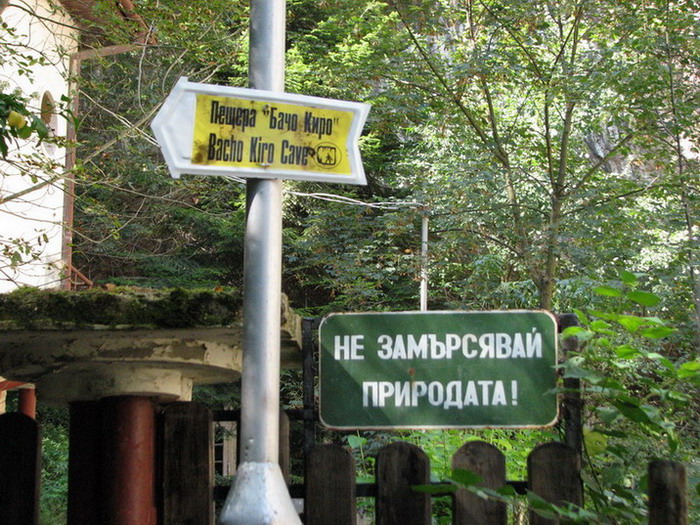 Пещера "Бачо Киро"
Bacho Kiro Cave
НЕ ЗАМЪРСЯВАЙ
ПРИРОДАТА!